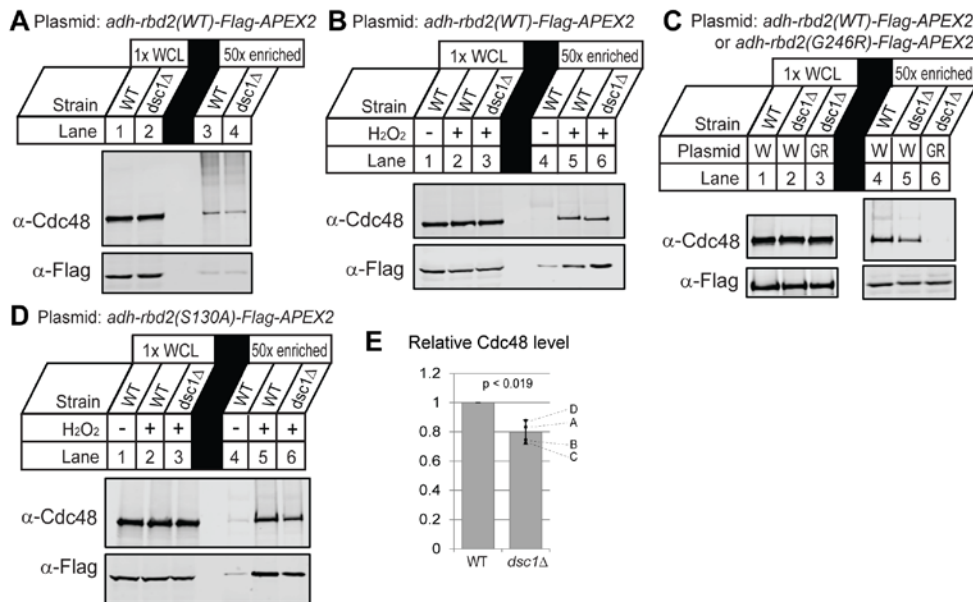 A Plasmid: adh-rbd2(WT)-Flag-APEX2
1x WCL 50x enriched
Strain WT dsc1Δ WT dsc1Δ
Lane 1 2 3 4
α-Cdc48
α-Flag
B Plasmid: adh-rbd2(WT)-Flag-APEX2
1x WCL 50x enriched
Strain WT WT dsc1Δ WT WT dsc1Δ
H2O2 - + + - + +
Lane 1 2 3 4 5 6
α-Cdc48
α-Flag
C Plasmid: adh-rbd2(WT)-Flag-APEX2
or adh-rbd2(G246R)-Flag-APEX2
1x WCL 50x enriched
Strain WT dsc1Δ dsc1Δ WT dsc1Δ dsc1Δ
Plasmid W W GR W W GR
Lane 1 2 3 4 5 6
α-Cdc48
α-Flag
D Plasmid: adh-rbd2(S130A)-Flag-APEX2
1x WCL 50x enriched
Strain WT WT dsc1Δ WT WT dsc1Δ
H2O2 - + + - + +
Lane 1 2 3 4 5 6
α-Cdc48
α-Flag
E Relative Cdc48 level
1.2
p < 0.019
1
D
A
0.8
B
C
0.6
0.4
0.2
0
WT dsc1Δ